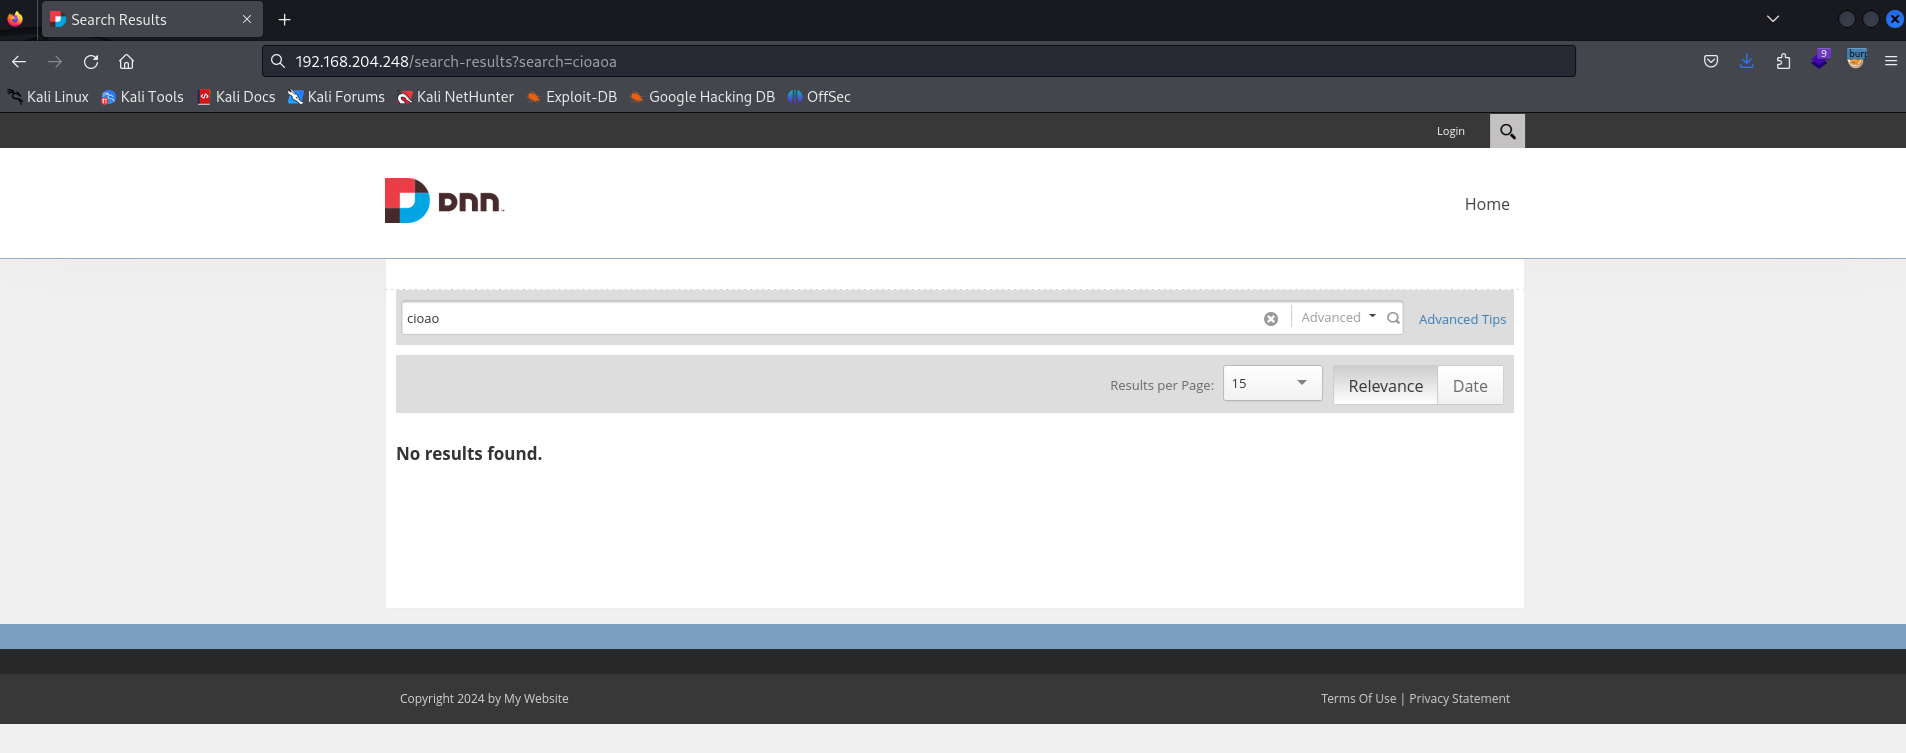 Search Results
192.168.204.248/search-results?search=cioaoa
9
burp
Kali Linux Kali Tools Kali Docs Kali Forums Kali NetHunter Exploit-DB Google Hacking DB OffSec
Login
DNN
Home
cioao Advanced Advanced Tips
Results per Page: 15 Relevance Date
No results found.
Copyright 2024 by My Website Terms Of Use | Privacy Statement